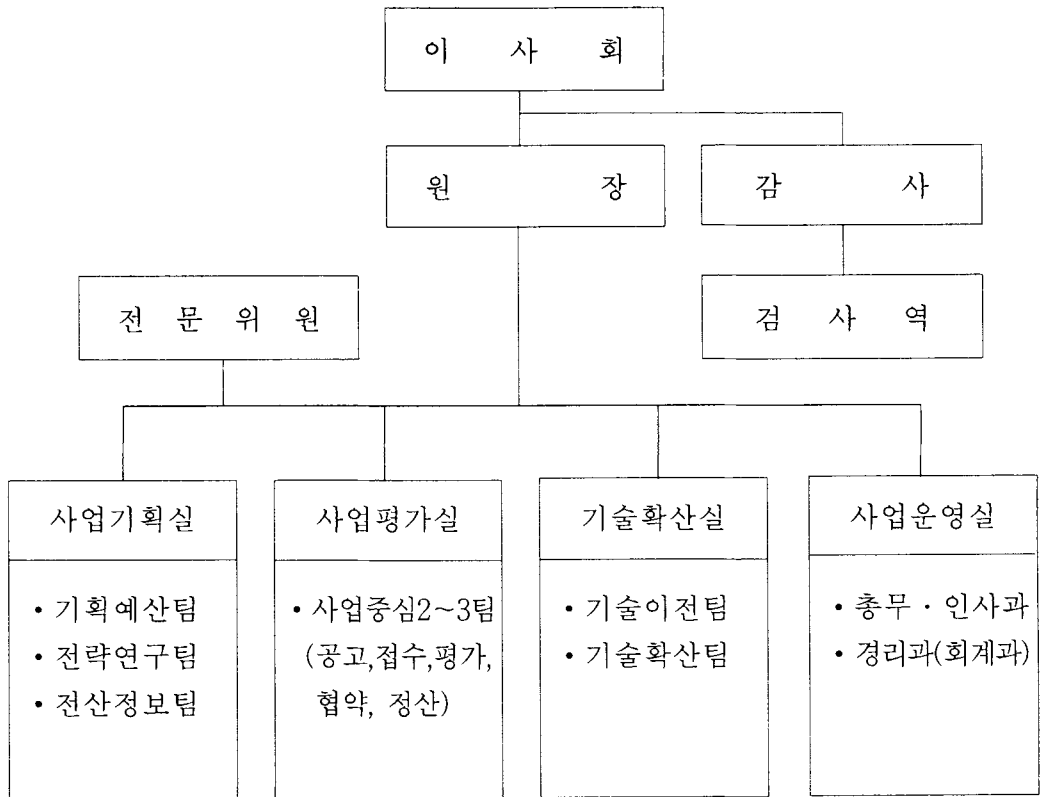 이 사 회
원 장
감 사
전 문 위 원
검 사 역
사업기획실
• 기획예산팀
• 전략연구팀
• 전산정보팀
사업평가실
• 사업중심2~3팀
(공고,접수,평가,
협약, 정산)
기술확산실
• 기술이전팀
• 기술확산팀
사업운영실
• 총무 · 인사과
• 경리과(회계과)